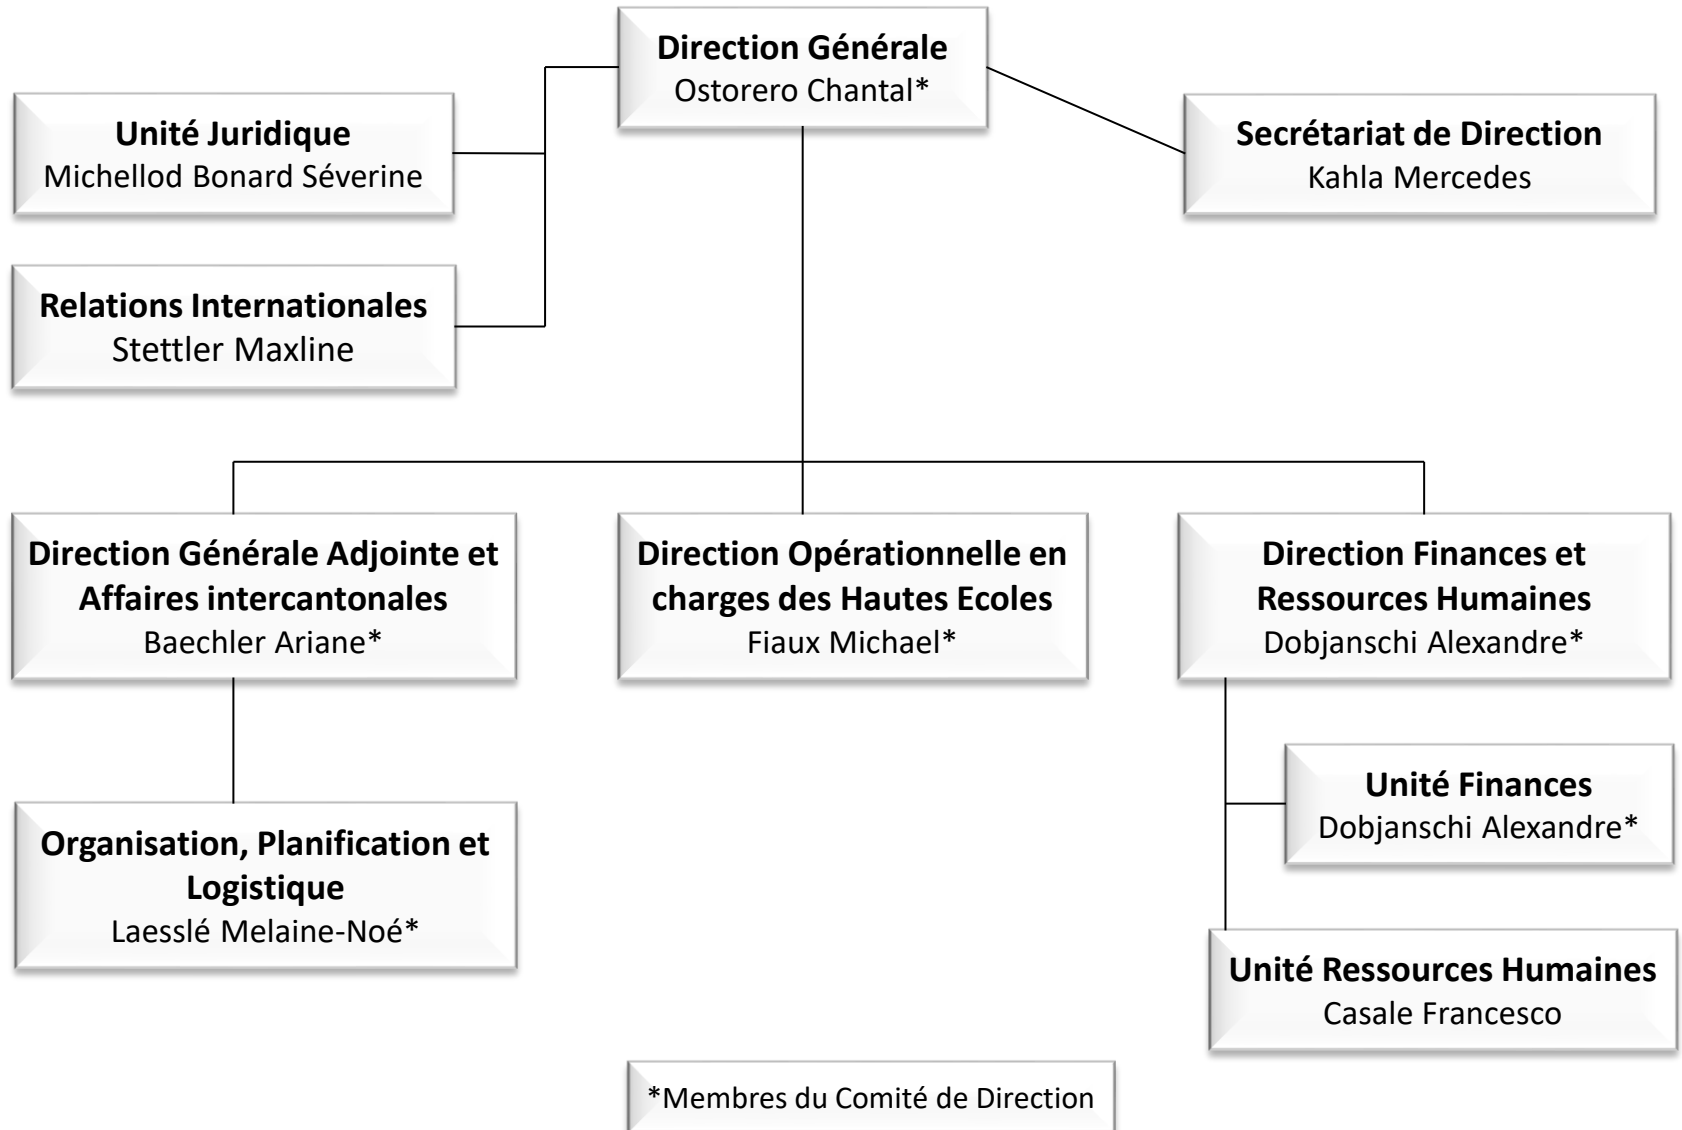 Direction Générale
Ostorero Chantal*
Unité Juridique
Michellod Bonard Séverine
Secrétariat de Direction
Kahla Mercedes
Relations Internationales
Stettler Maxline
Direction Générale Adjointe et
Affaires intercantonales
Baechler Ariane*
Direction Opérationnelle en
charges des Hautes Ecoles
Fiaux Michael*
Direction Finances et
Ressources Humaines
Dobjanschi Alexandre*
Unité Finances
Dobjanschi Alexandre*
Organisation, Planification et
Logistique
Laesslé Melaine-Noé*
Unité Ressources Humaines
Casale Francesco
*Membres du Comité de Direction